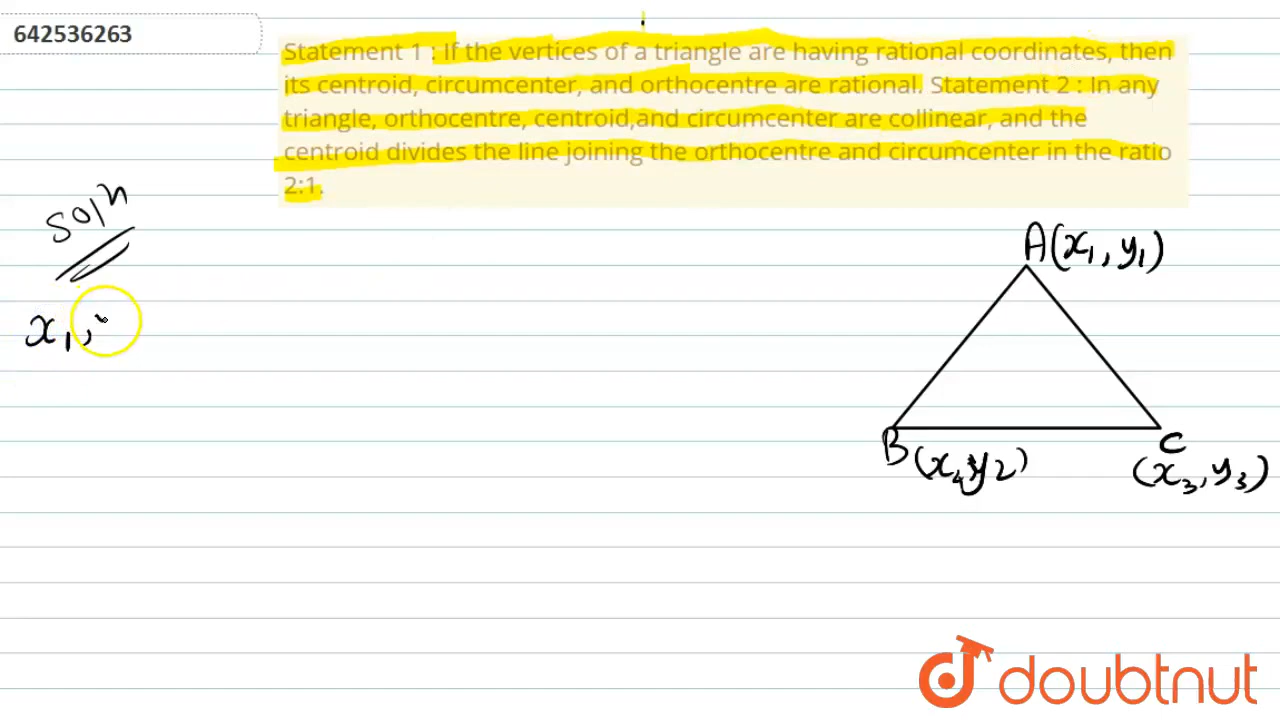 642536263
Statement 1 : If the vertices of a triangle are having rational coordinates, then
its centroid, circumcenter, and orthocentre are rational. Statement 2 : In any
triangle, orthocentre, centroid,and circumcenter are collinear, and the
centroid divides the line joining the orthocentre and circumcenter in the ratio
2:1.
Soln
A(x1, y1)
x1,
B(x2,y2)
C
(x3, y3)
doubtnut